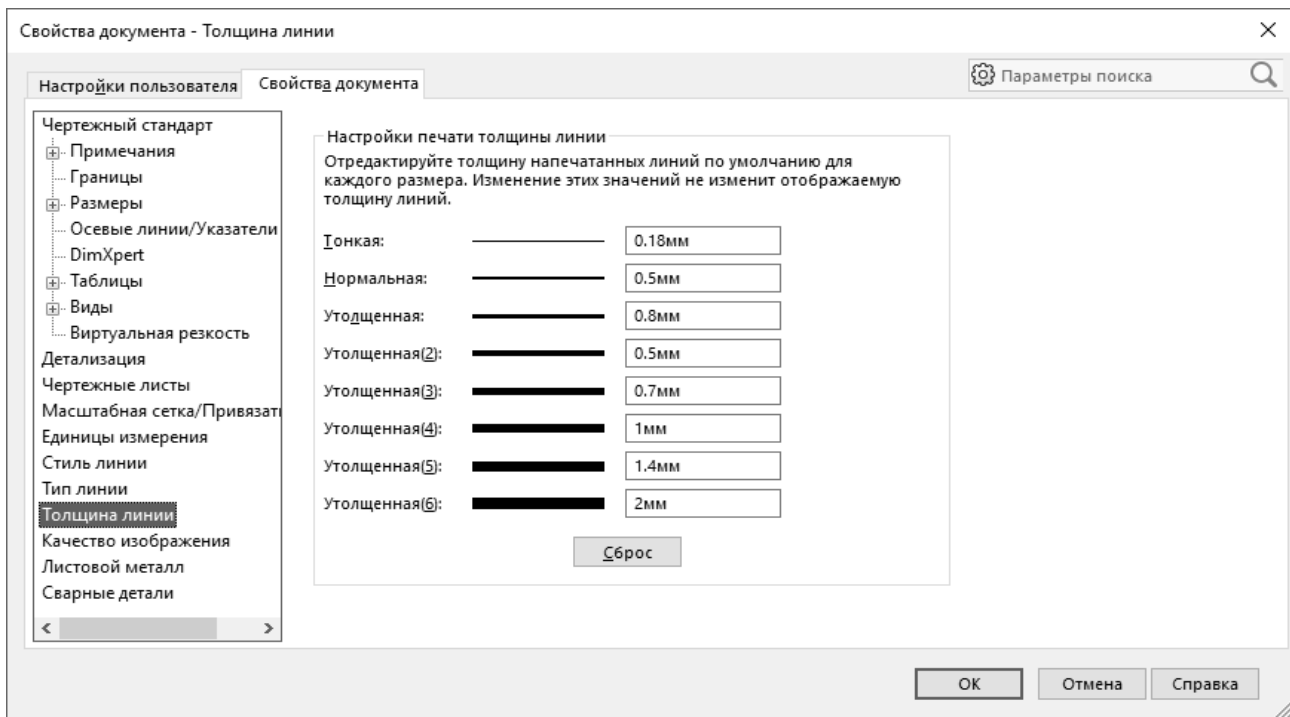 Свойства документа - Толщина линии
Настройки пользователя
Свойства документа
Параметры поиска
Чертежный стандарт
Примечания
Границы
Размеры
Осевые линии/Указатели
DimXpert
Таблицы
Виды
Виртуальная резкость
Детализация
Чертежные листы
Масштабная сетка/Привязат
Единицы измерения
Стиль линии
Тип линии
Толщина линии
Качество изображения
Листовой металл
Сварные детали
Настройки печати толщины линии
Отредактируйте толщину напечатанных линий по умолчанию для
каждого размера. Изменение этих значений не изменит отображаемую
толщину линий.
Тонкая: 0.18мм
Нормальная: 0.5мм
Утолщенная: 0.8мм
Утолщенная(2): 0.5мм
Утолщенная(3): 0.7мм
Утолщенная(4): 1мм
Утолщенная(5): 1.4мм
Утолщенная(6): 2мм
Сброс
OK Отмена Справка